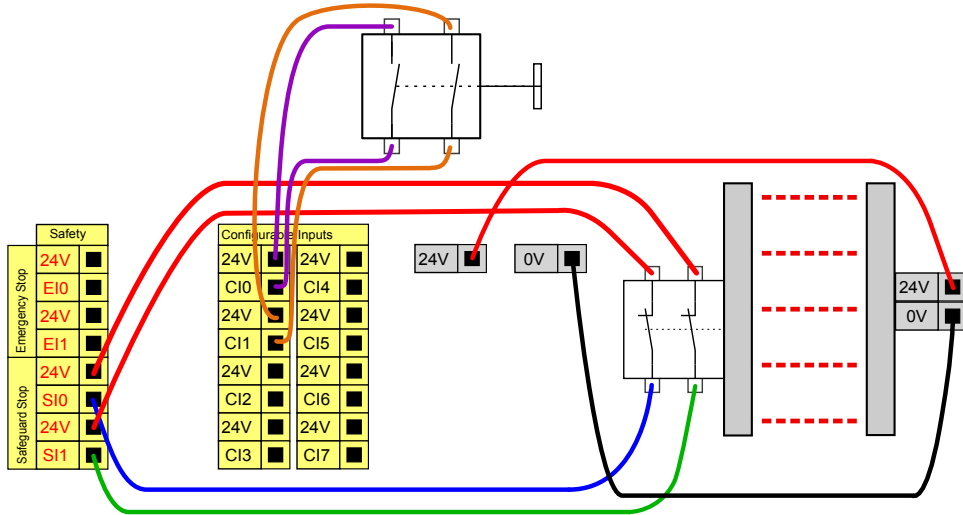 Safety
Emergency Stop
24V
EI0
24V
EI1
Safeguard Stop
24V
SI0
24V
SI1
Configurable Inputs
24V 24V
CI0 CI4
24V 24V
CI1 CI5
24V 24V
CI2 CI6
24V 24V
CI3 CI7
24V
0V
24V
0V